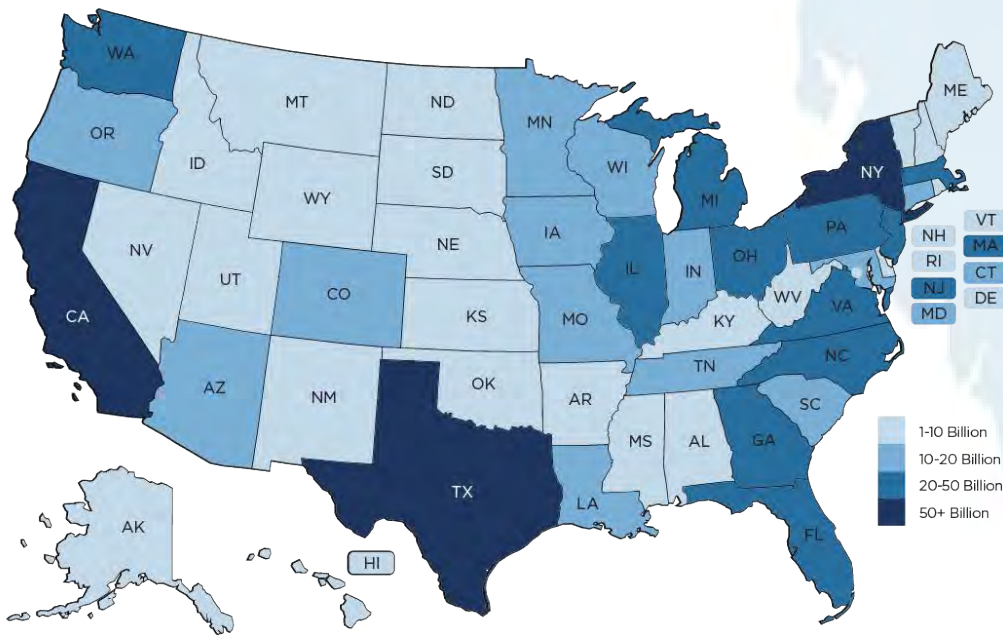 WA
MT
ND
MN
ME
OR
ID
SD
WI
NY
WY
MI
VT
NH
MA
RI
CT
NJ
DE
MD
NV
UT
CO
NE
IA
IL
IN
OH
PA
CA
KS
MO
KY
WV
VA
AZ
NM
OK
AR
TN
NC
SC
MS
AL
GA
TX
LA
FL
AK
HI
1-10 Billion
10-20 Billion
20-50 Billion
50+ Billion